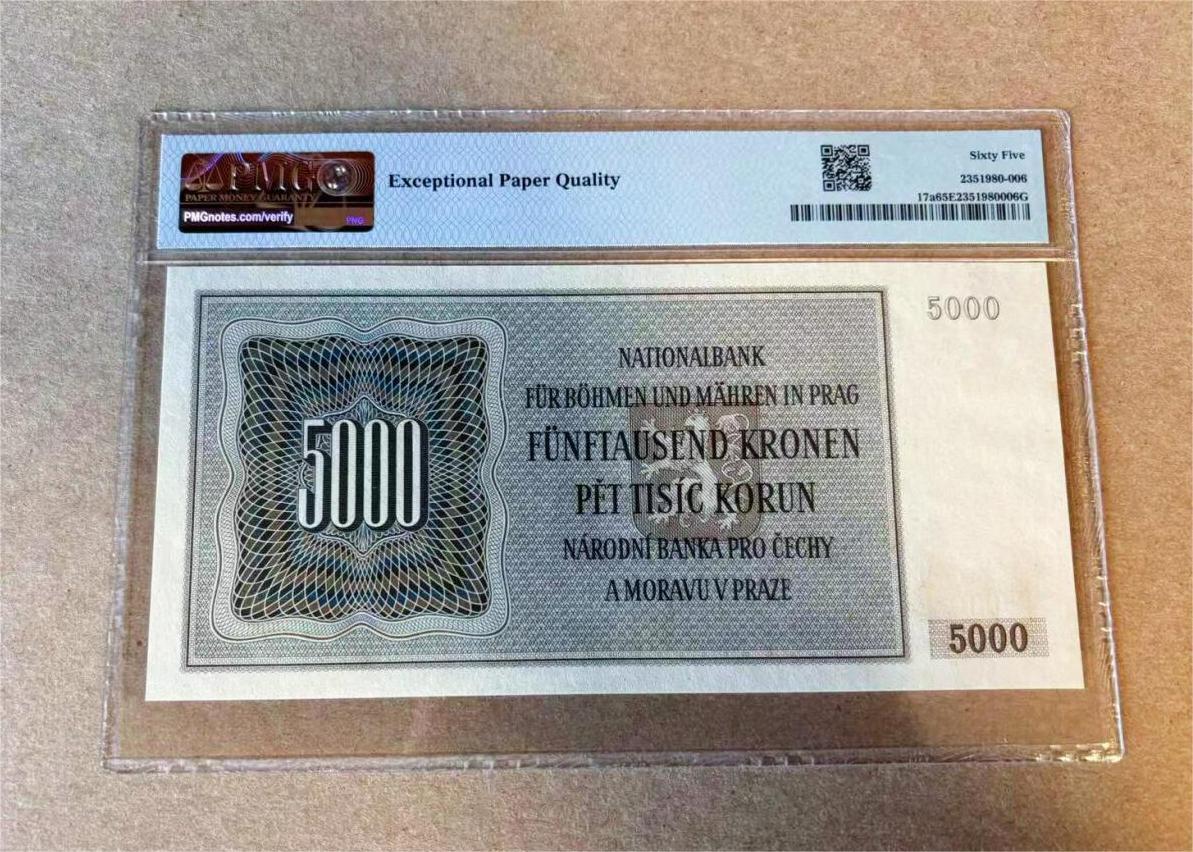 PMG
PAPER MONEY GUARANTY
PMGnotes.com/verify
PNG
Exceptional Paper Quality
Sixty Five
2351980-006
17a65E2351980006G
5000
NATIONALBANK
FÜR BÖHMEN UND MÄHREN IN PRAG
FÜNFTAUSEND KRONEN
PĚT TISÍC KORUN
NÁRODNÍ BANKA PRO ČECHY
A MORAVU V PRAZE
5000
5000